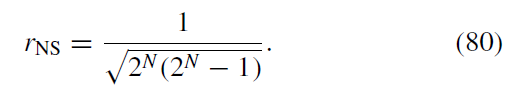 r_NS = 1 / √(2^N (2^N − 1)) . (80)